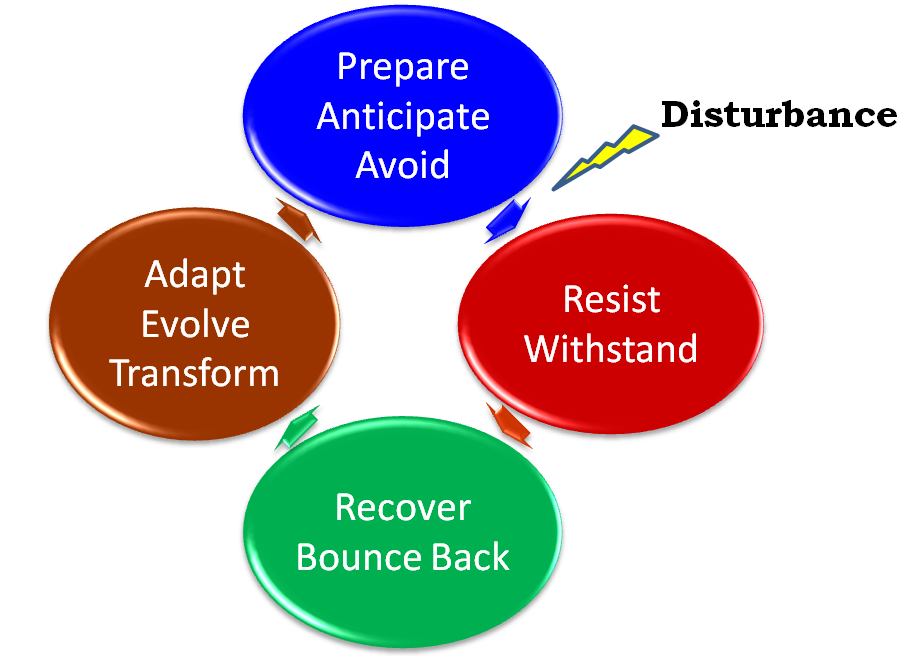 Prepare
Anticipate
Avoid
Disturbance
Adapt
Evolve
Transform
Resist
Withstand
Recover
Bounce Back